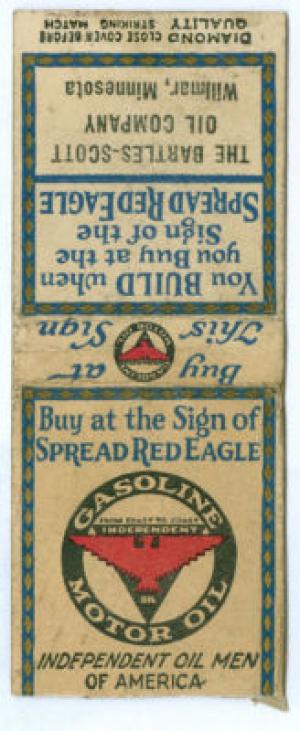 DIAMOND
QUALITY
CLOSE COVER BEFORE
STRIKING MATCH
THE BARTLES-SCOTT
OIL COMPANY
Willmar, Minnesota
You BUILD when
you Buy at the
Sign of the
SPREAD RED EAGLE
Buy at
This Sign
Buy at the Sign of
SPREAD RED EAGLE
GASOLINE
FROM COAST TO COAST
INDEPENDENT
MOTOR OIL
INDEPENDENT OIL MEN
OF AMERICA